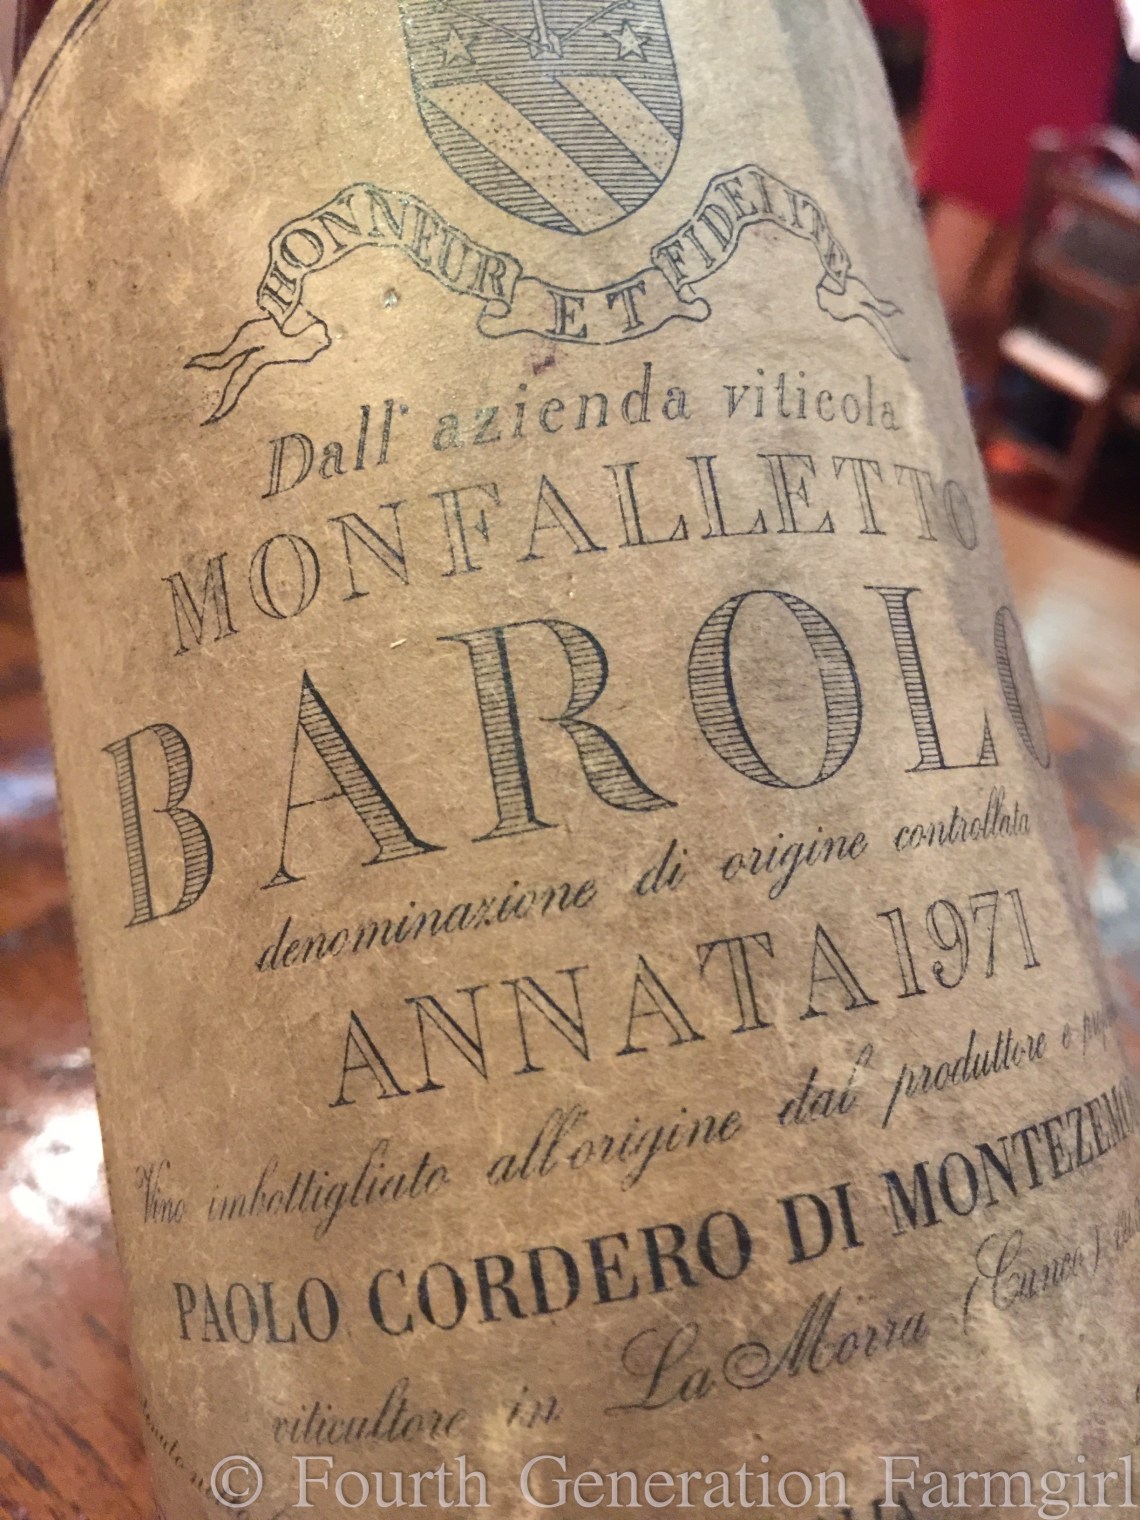 HONNEUR ET FIDELITE
Dall'azienda viticola
MONFALLETTO
BAROLO
denominazione di origine controllata
ANNATA 1971
Vino imbottigliato all'origine dal produttore e
PAOLO CORDERO DI MONTEZEMO
viticultore in La Morra (Cuneo)
© Fourth Generation Farmgirl